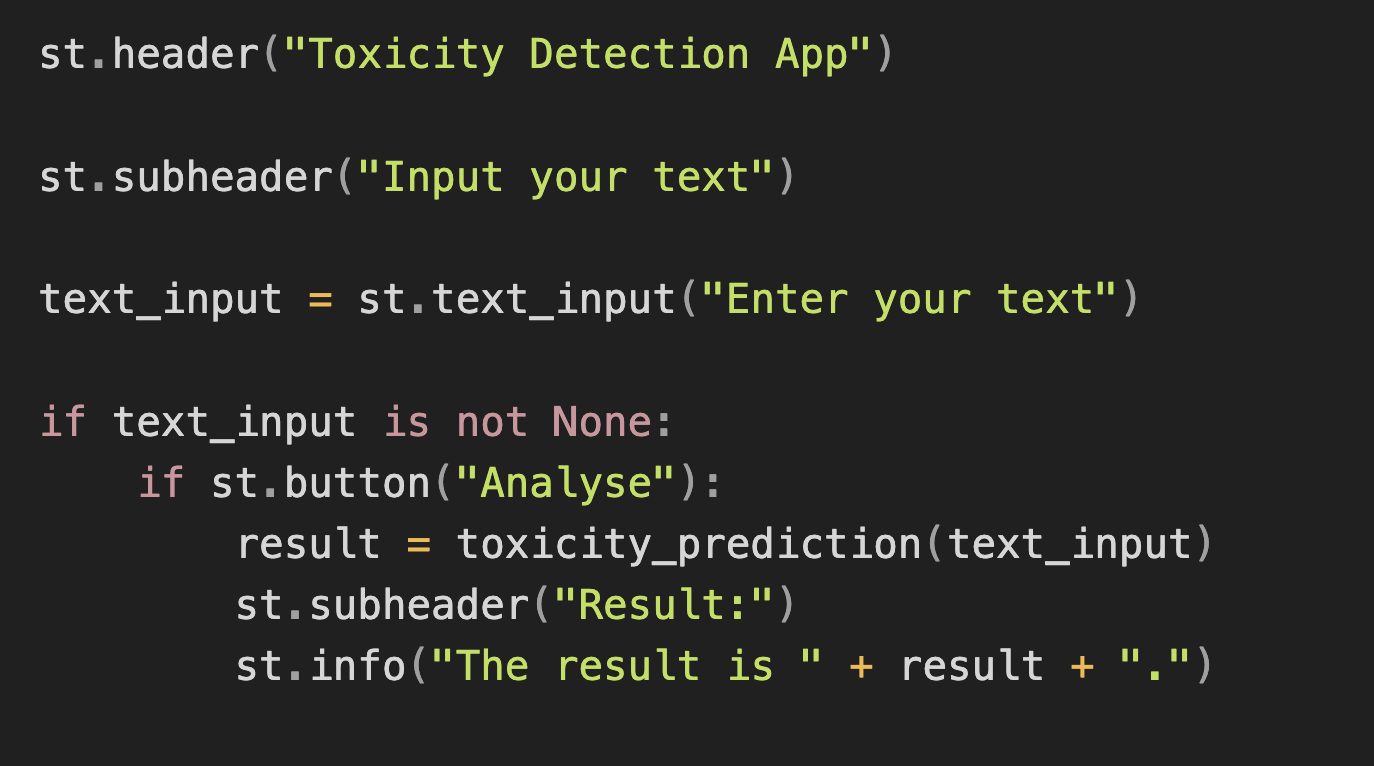 st.header("Toxicity Detection App")
st.subheader("Input your text")
text_input = st.text_input("Enter your text")
if text_input is not None:
    if st.button("Analyse"):
        result = toxicity_prediction(text_input)
        st.subheader("Result:")
        st.info("The result is " + result + ".")